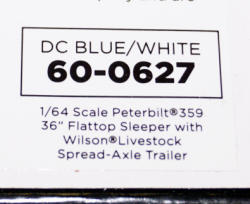 DC BLUE/WHITE
60-0627
1/64 Scale Peterbilt®359
36" Flattop Sleeper with
Wilson®Livestock
Spread-Axle Trailer